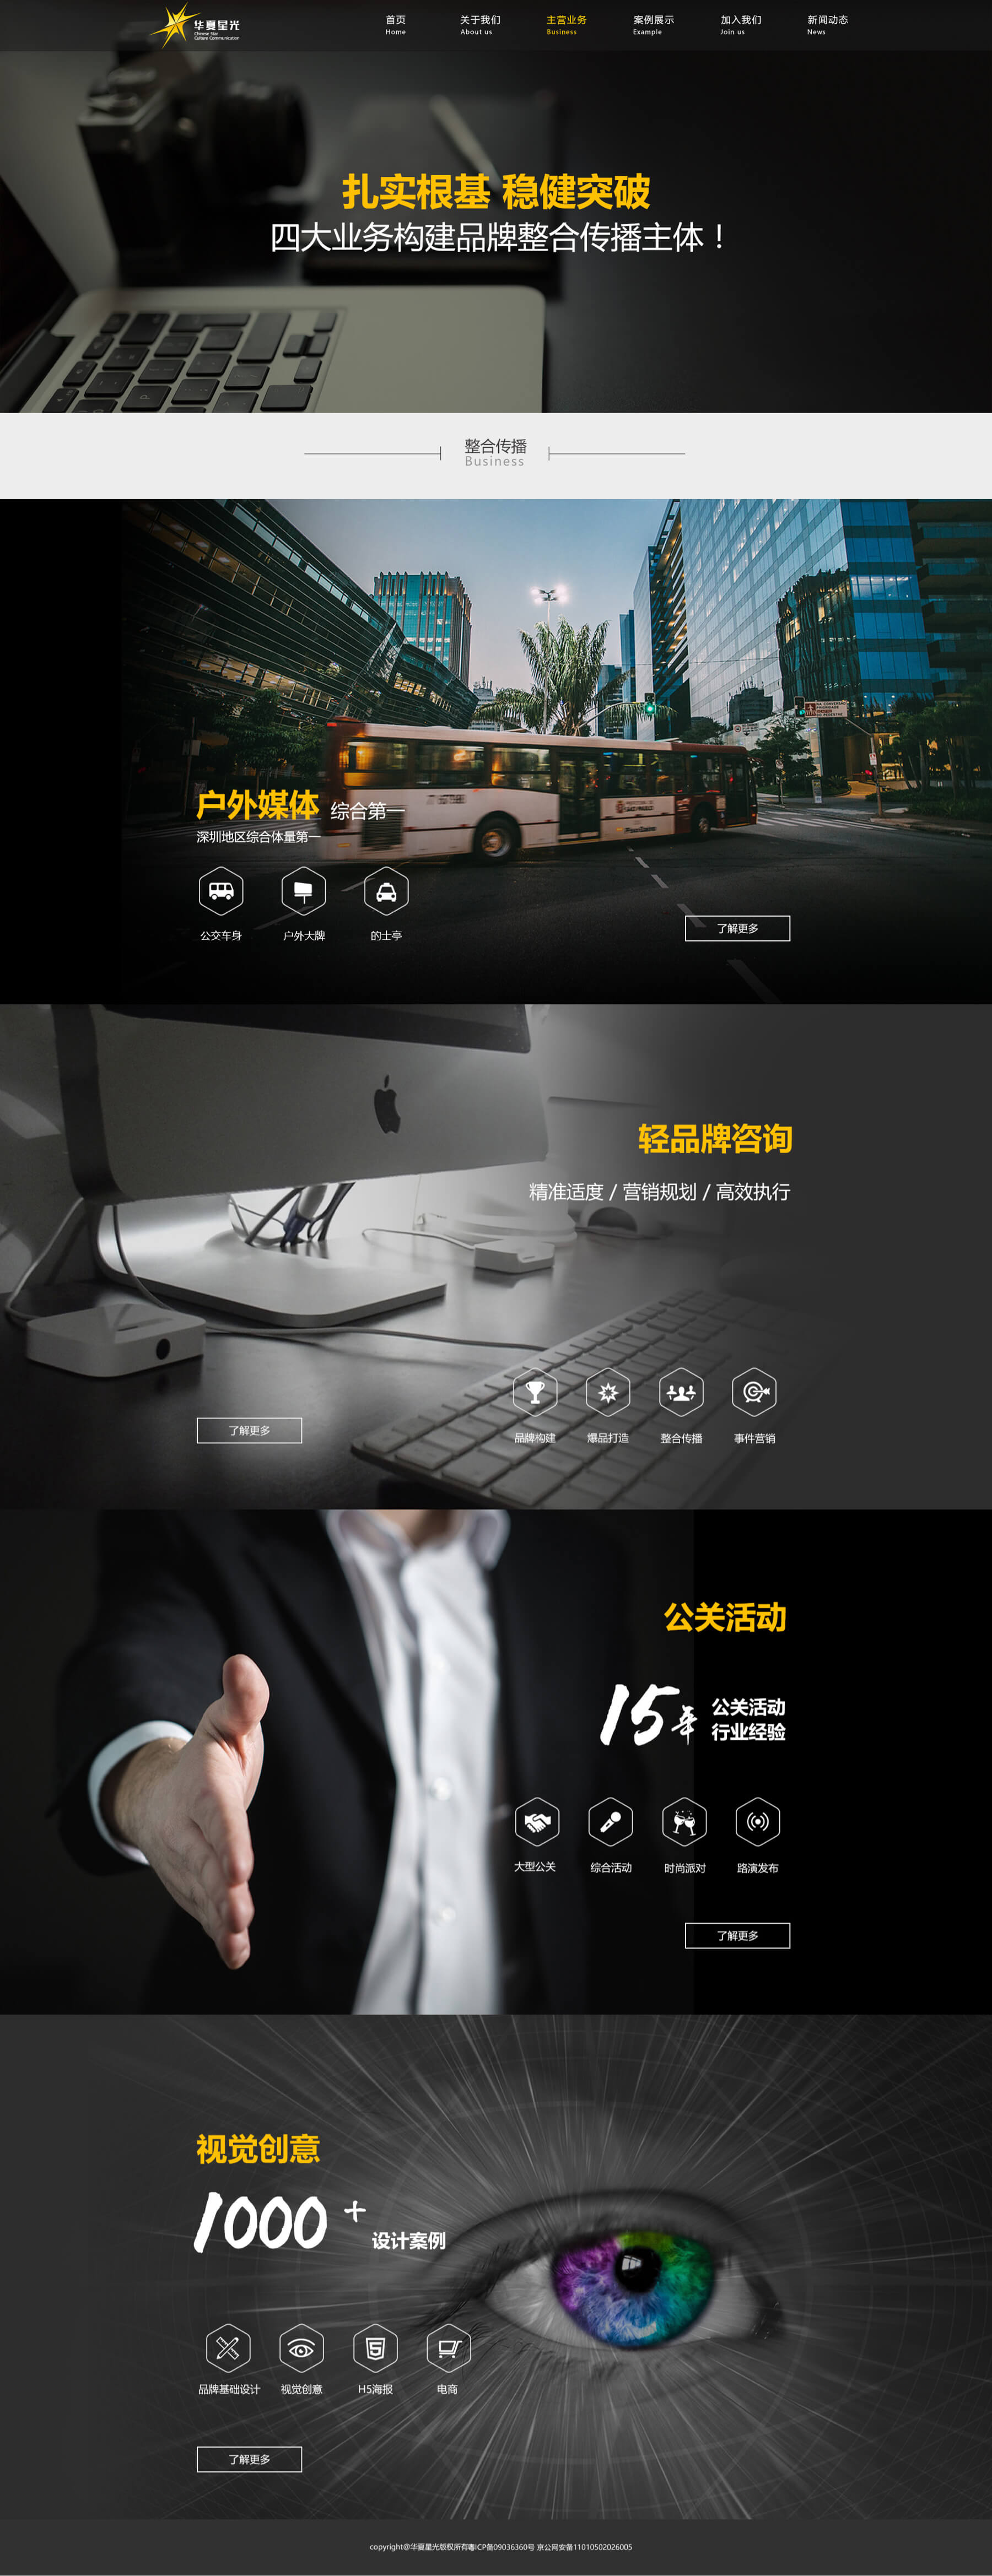 华夏星光
Chinese Star
Culture Communication
首页 关于我们 主营业务 案例展示 加入我们 新闻动态
Home About us Business Example Join us News
扎实根基 稳健突破
四大业务构建品牌整合传播主体！
整合传播
Business
户外媒体 综合第一
深圳地区综合体量第一
公交车身 户外大牌 的士亭
了解更多
轻品牌咨询
精准适度 / 营销规划 / 高效执行
品牌构建 爆品打造 整合传播 事件营销
了解更多
公关活动
15年 公关活动
行业经验
大型公关 综合活动 时尚派对 路演发布
了解更多
视觉创意
1000 +
设计案例
品牌基础设计 视觉创意 H5海报 电商
了解更多
copyright@华夏星光版权所有粤ICP备09036360号 京公网安备11010502026005